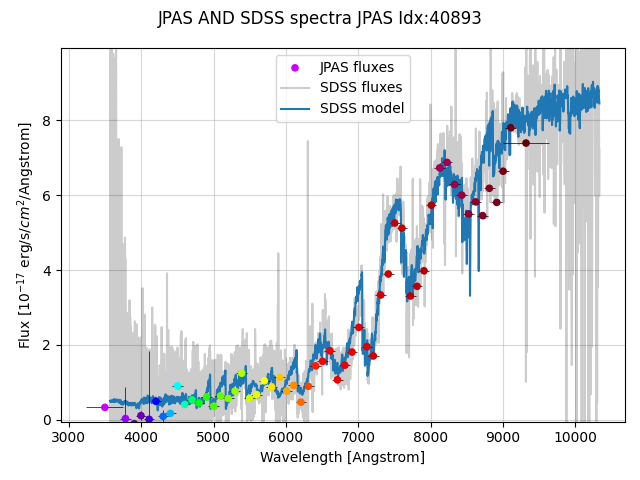 JPAS AND SDSS spectra JPAS Idx:40893
JPAS fluxes
SDSS fluxes
SDSS model
Flux [10⁻¹⁷ erg/s/cm²/Angstrom]
8
6
4
2
0
3000 4000 5000 6000 7000 8000 9000 10000
Wavelength [Angstrom]